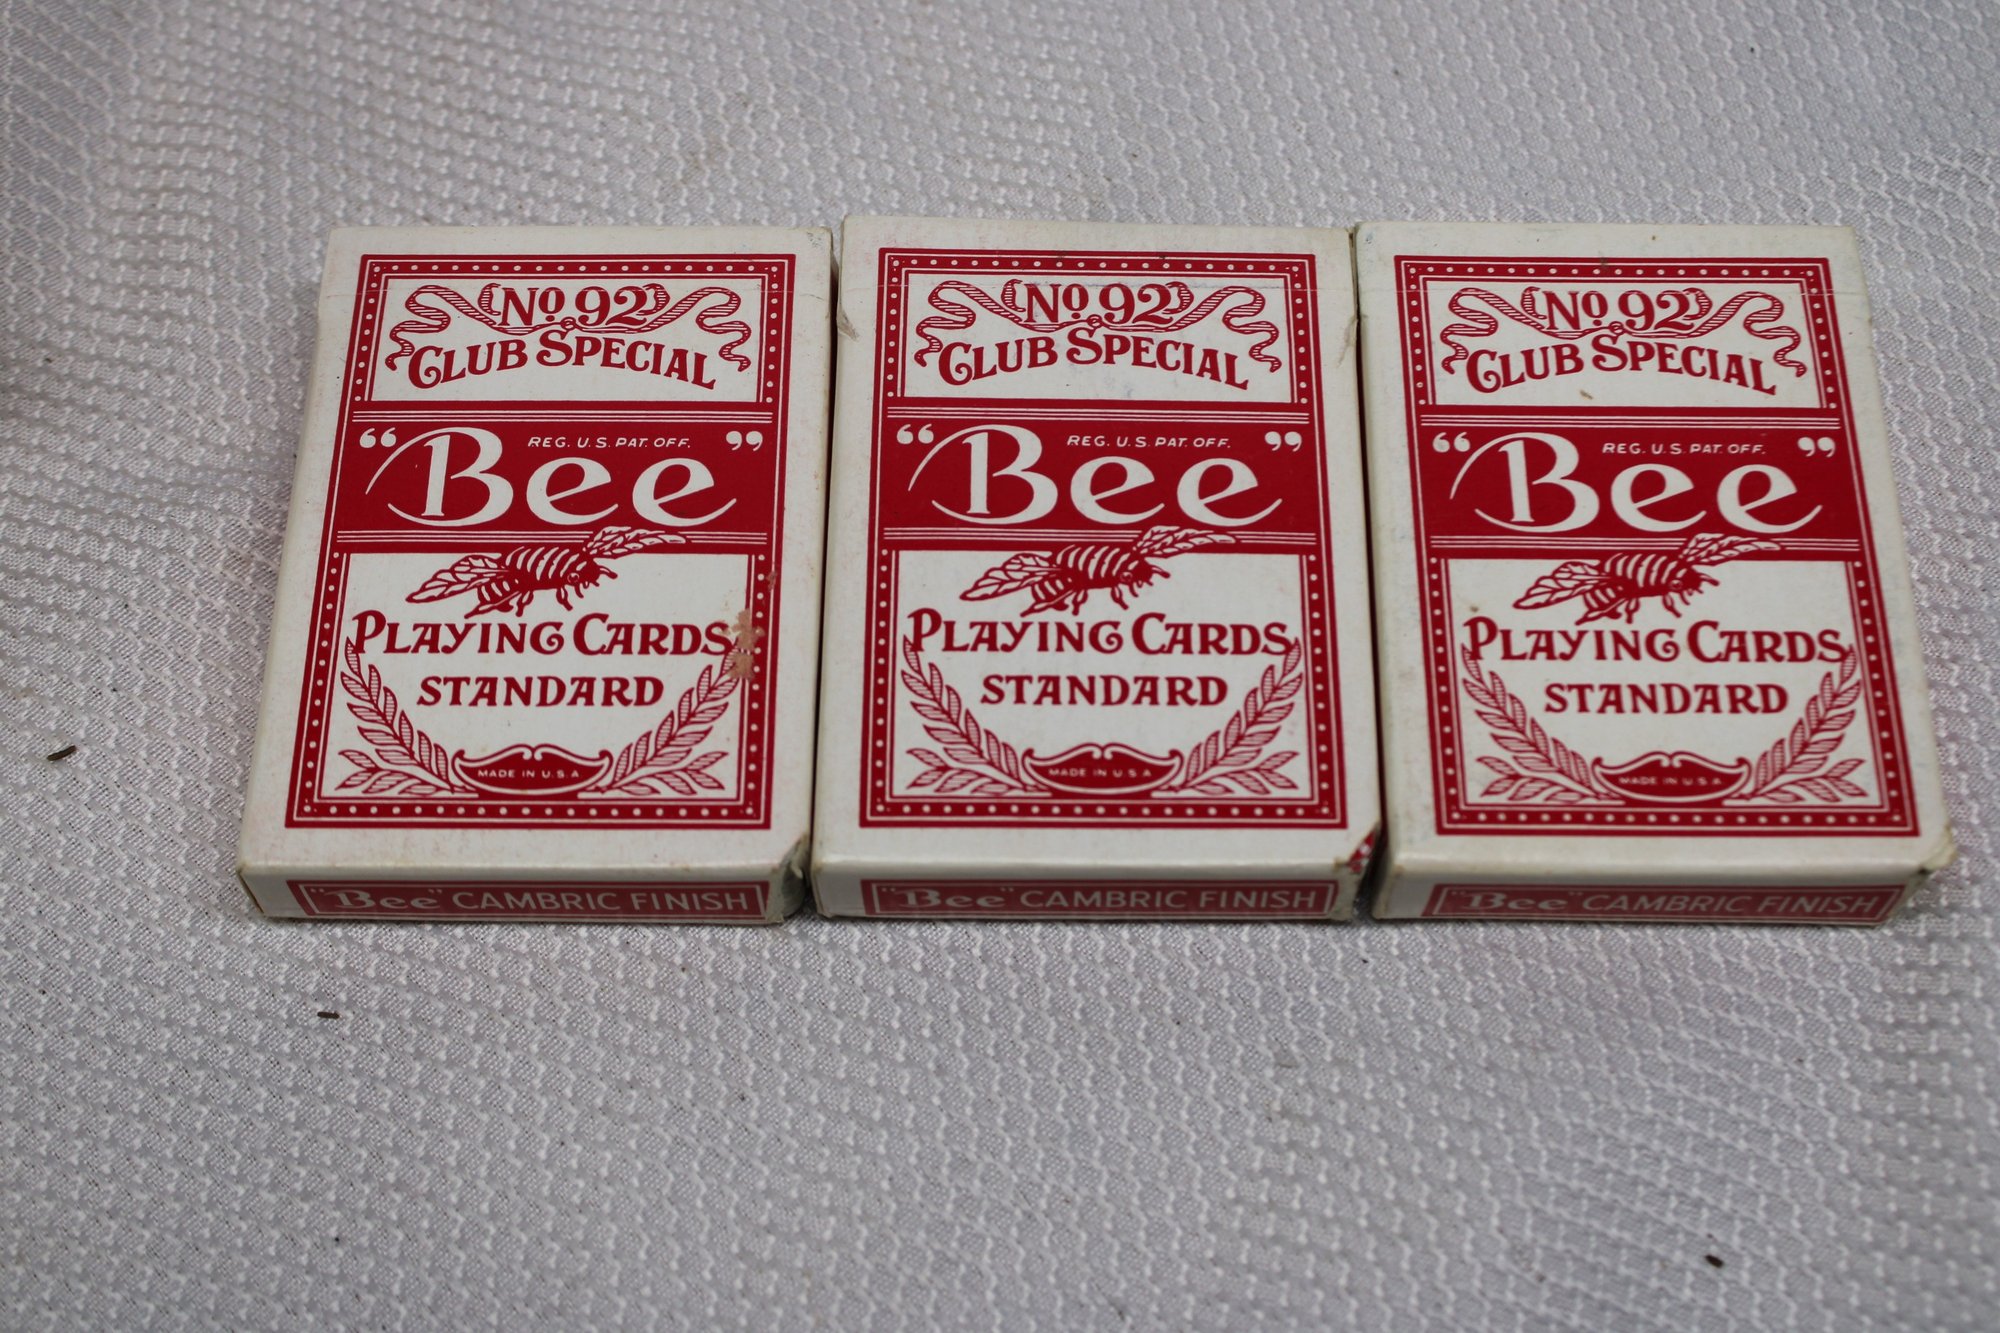 No. 92
CLUB SPECIAL
REG. U.S. PAT. OFF.
"Bee"
PLAYING CARDS
STANDARD
MADE IN U.S.A
"Bee" CAMBRIC FINISH
No. 92
CLUB SPECIAL
REG. U.S. PAT. OFF.
"Bee"
PLAYING CARDS
STANDARD
MADE IN U.S.A
"Bee" CAMBRIC FINISH
No. 92
CLUB SPECIAL
REG. U.S. PAT. OFF.
"Bee"
PLAYING CARDS
STANDARD
MADE IN U.S.A
"Bee" CAMBRIC FINISH